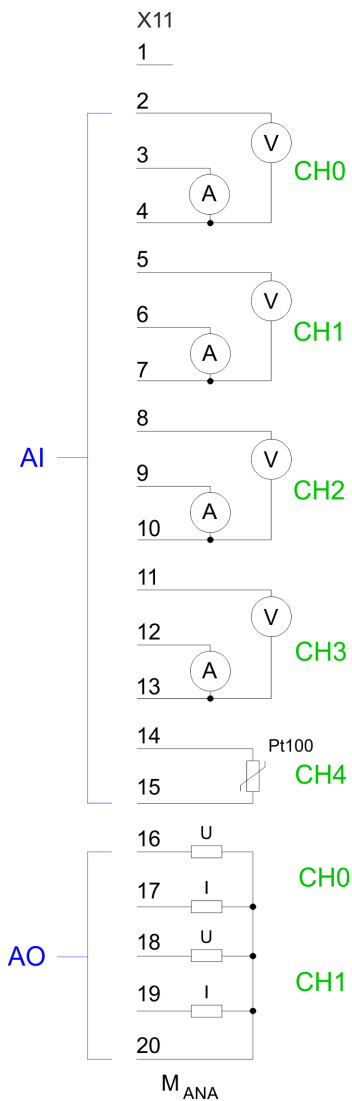 X11
1
2
V
CH0
3
A
4
5
V
CH1
6
A
7
8
V
AI
CH2
9
A
10
11
V
CH3
12
A
13
14
Pt100
CH4
15
16
U
CH0
17
I
18
U
AO
CH1
19
I
20
M ANA